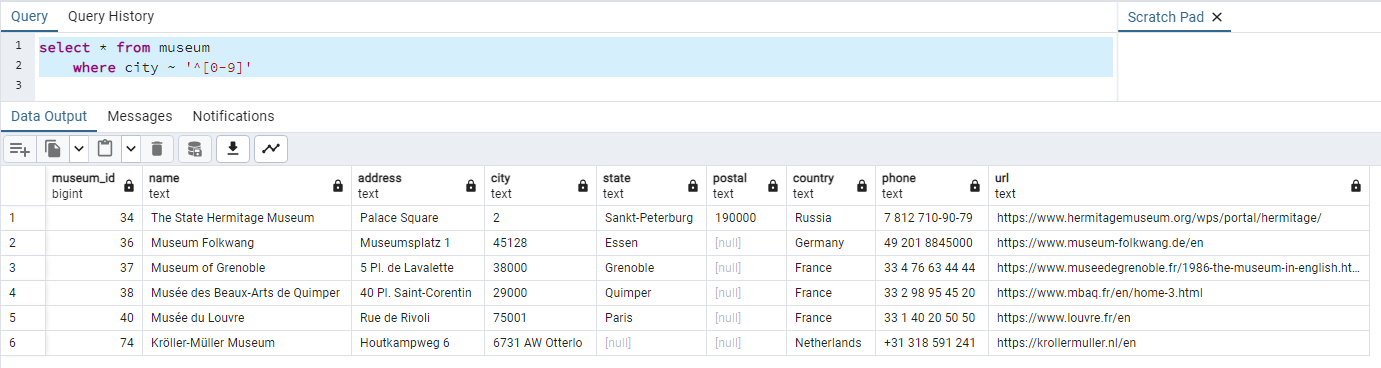 Query Query History Scratch Pad ✕
1 select * from museum
2 where city ~ '^[0-9]'
3
Data Output Messages Notifications
museum_id name address city state postal country phone url
bigint text text text text text text text text
1 34 The State Hermitage Museum Palace Square 2 Sankt-Peterburg 190000 Russia 7 812 710-90-79 https://www.hermitagemuseum.org/wps/portal/hermitage/
2 36 Museum Folkwang Museumsplatz 1 45128 Essen [null] Germany 49 201 8845000 https://www.museum-folkwang.de/en
3 37 Museum of Grenoble 5 Pl. de Lavalette 38000 Grenoble [null] France 33 4 76 63 44 44 https://www.museedegrenoble.fr/1986-the-museum-in-english.ht...
4 38 Musée des Beaux-Arts de Quimper 40 Pl. Saint-Corentin 29000 Quimper [null] France 33 2 98 95 45 20 https://www.mbaq.fr/en/home-3.html
5 40 Musée du Louvre Rue de Rivoli 75001 Paris [null] France 33 1 40 20 50 50 https://www.louvre.fr/en
6 74 Kröller-Müller Museum Houtkampweg 6 6731 AW Otterlo [null] [null] Netherlands +31 318 591 241 https://krollermuller.nl/en